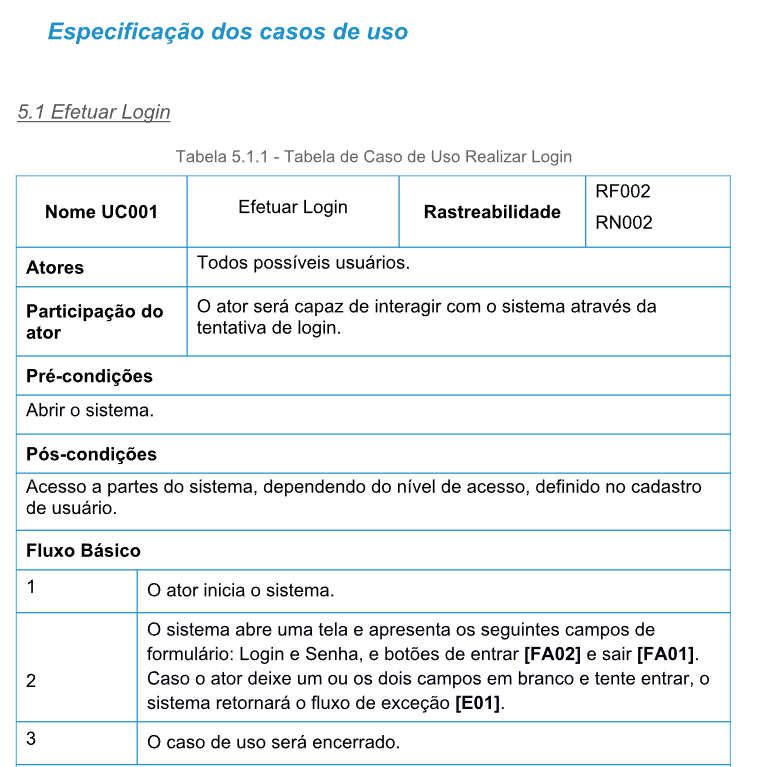 Especificação dos casos de uso
5.1 Efetuar Login
Tabela 5.1.1 - Tabela de Caso de Uso Realizar Login
Nome UC001
Efetuar Login
Rastreabilidade
RF002
RN002
Atores
Todos possíveis usuários.
Participação do
ator
O ator será capaz de interagir com o sistema através da
tentativa de login.
Pré-condições
Abrir o sistema.
Pós-condições
Acesso a partes do sistema, dependendo do nível de acesso, definido no cadastro
de usuário.
Fluxo Básico
1
O ator inicia o sistema.
2
O sistema abre uma tela e apresenta os seguintes campos de
formulário: Login e Senha, e botões de entrar [FA02] e sair [FA01].
Caso o ator deixe um ou os dois campos em branco e tente entrar, o
sistema retornará o fluxo de exceção [E01].
3
O caso de uso será encerrado.